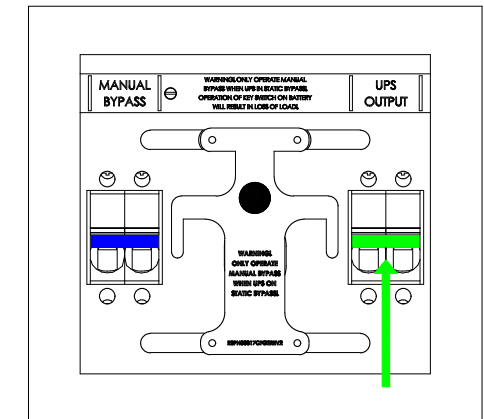 MANUAL
BYPASS
WARNING!, ONLY OPERATE MANUAL
BYPASS WHEN UPS IN STATIC BYPASS,
OPERATION OF KEY SWITCH ON BATTERY
WILL RESULT IN LOSS OF LOAD!,
UPS
OUTPUT
WARNING!,
ONLY OPERATE
MANUAL BYPASS
WHEN UPS ON
STATIC BYPASS!,